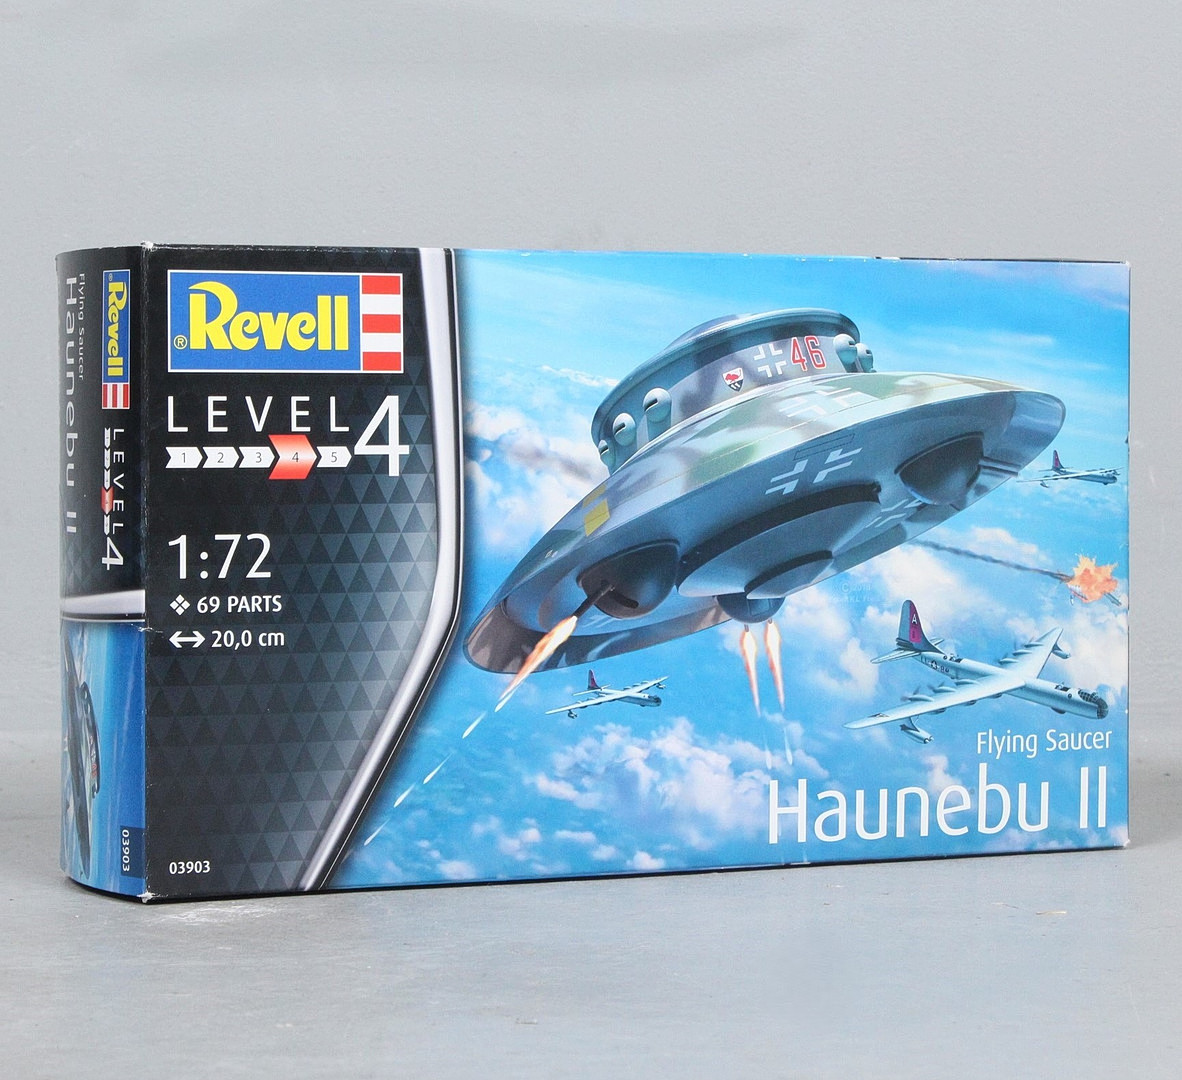 Flying Saucer
Haunebu II
® Revell
LEVEL 4
03903
® Revell
LEVEL 4
1 2 3 4 5
1:72
69 PARTS
20,0 cm
03903
46
A
Flying Saucer
Haunebu II